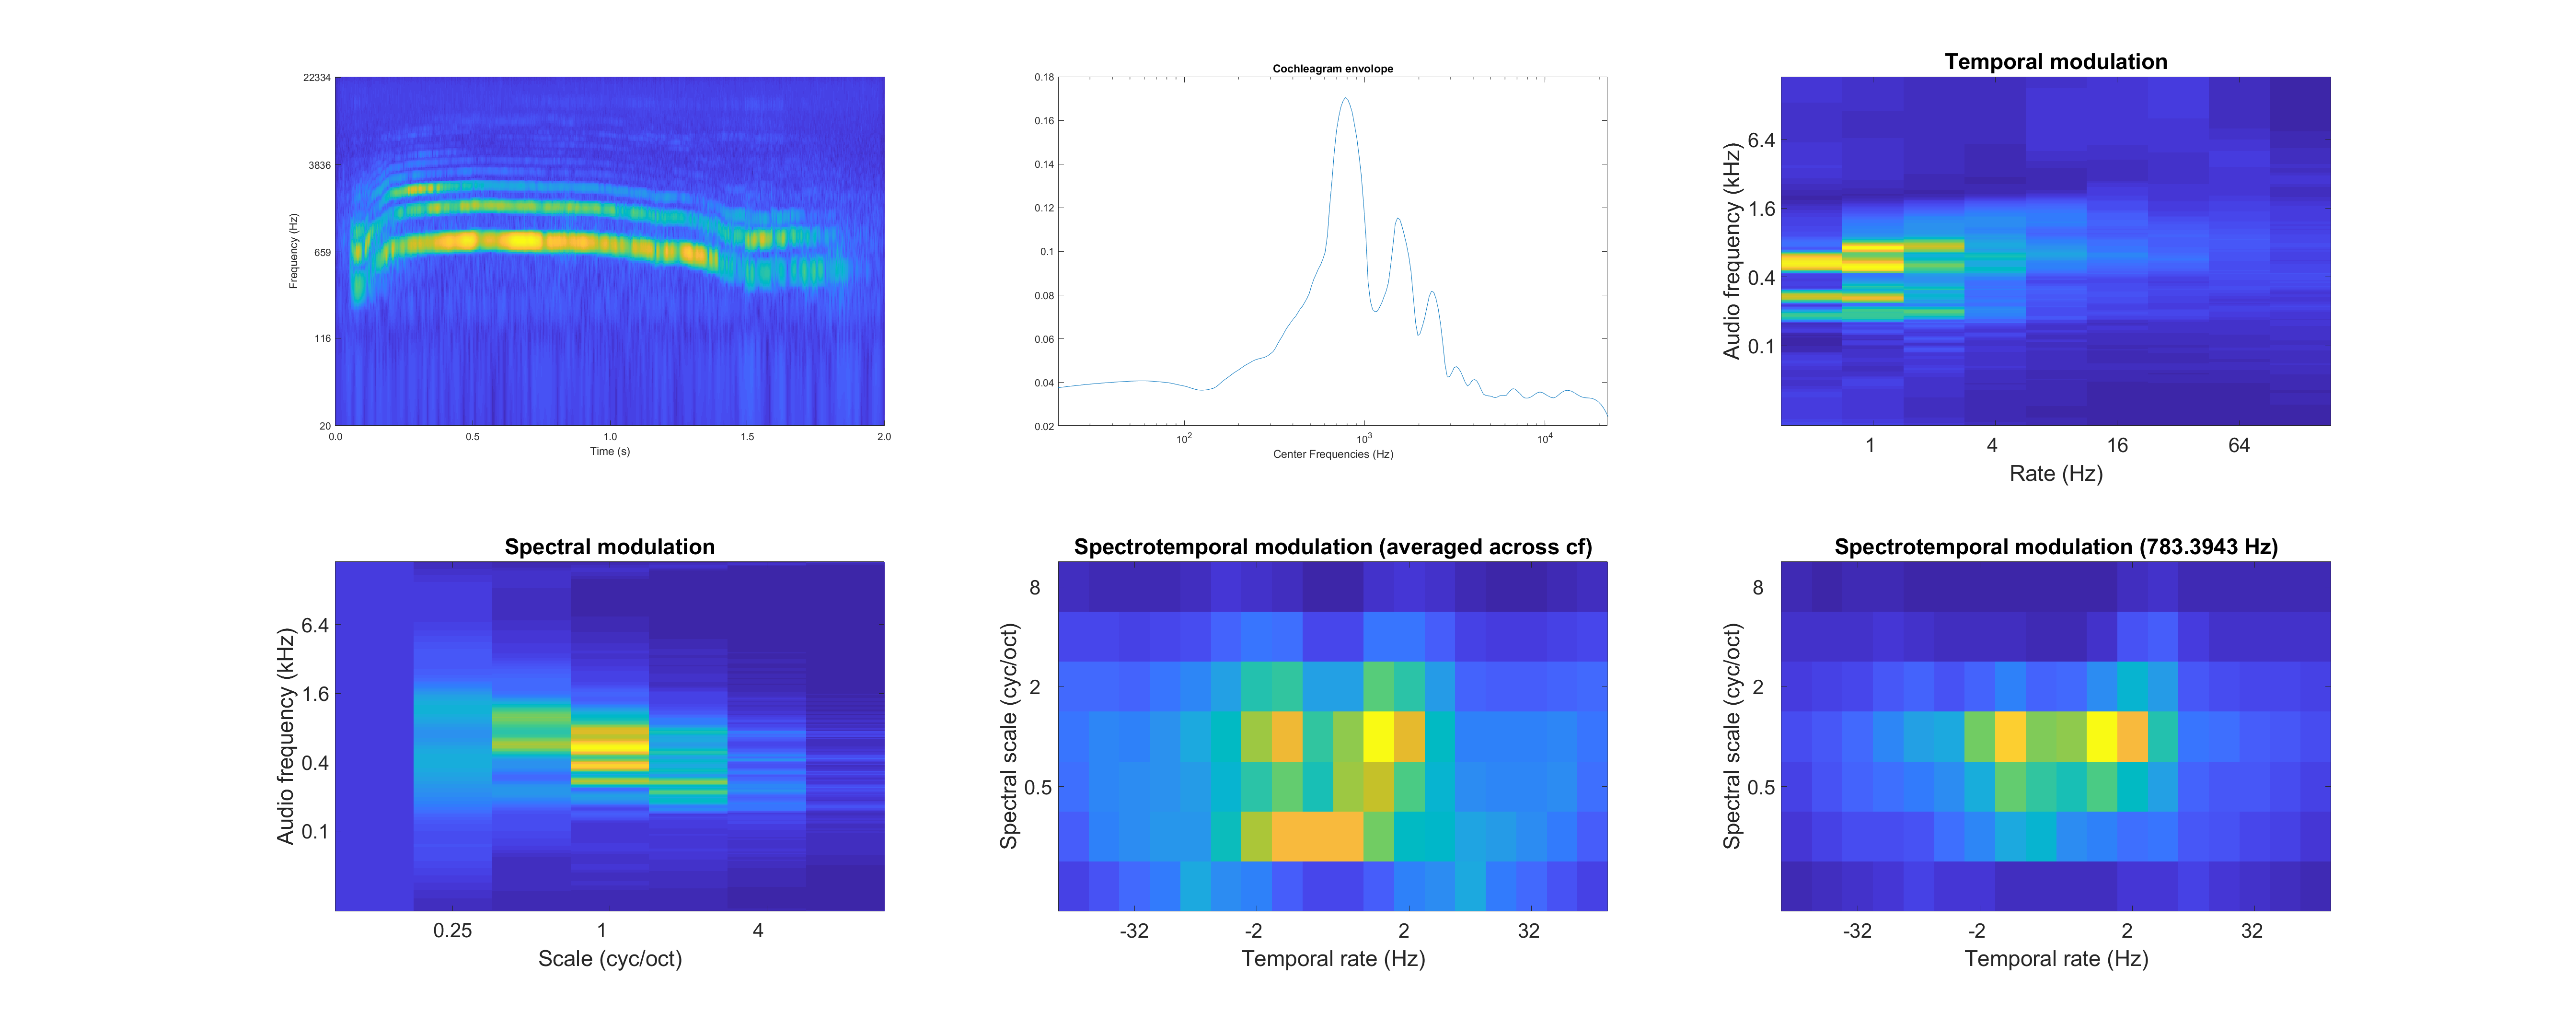 22334
3836
659
116
20
Frequency (Hz)
0.0 0.5 1.0 1.5 2.0
Time (s)
Cochleagram envolope
0.18
0.16
0.14
0.12
0.1
0.08
0.06
0.04
0.02
10^2 10^3 10^4
Center Frequencies (Hz)
Temporal modulation
6.4
1.6
0.4
0.1
Audio frequency (kHz)
1 4 16 64
Rate (Hz)
Spectral modulation
6.4
1.6
0.4
0.1
Audio frequency (kHz)
0.25 1 4
Scale (cyc/oct)
Spectrotemporal modulation (averaged across cf)
8
2
0.5
Spectral scale (cyc/oct)
-32 -2 2 32
Temporal rate (Hz)
Spectrotemporal modulation (783.3943 Hz)
8
2
0.5
Spectral scale (cyc/oct)
-32 -2 2 32
Temporal rate (Hz)